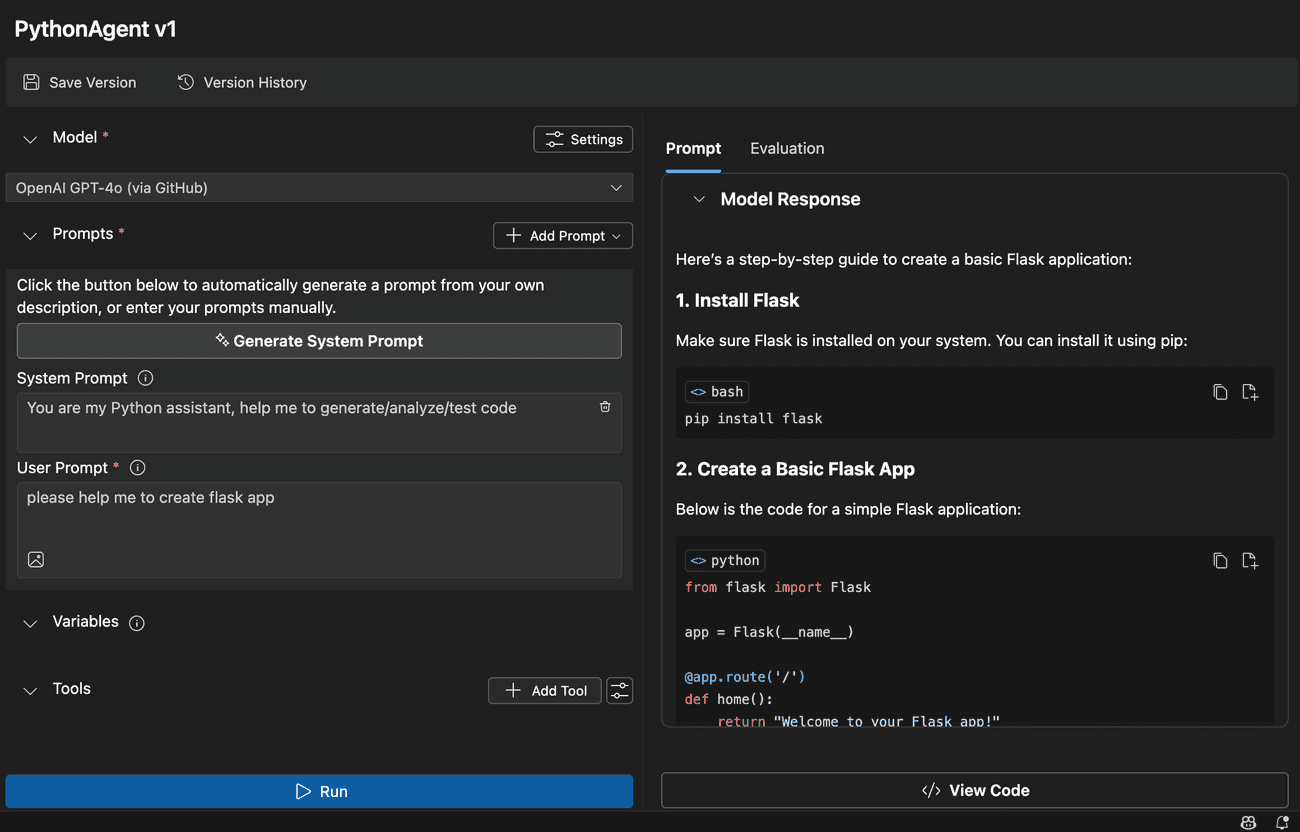 PythonAgent v1
Save Version
Version History
Model *
Settings
OpenAI GPT-4o (via GitHub)
Prompts *
Add Prompt
Click the button below to automatically generate a prompt from your own
description, or enter your prompts manually.
Generate System Prompt
System Prompt
You are my Python assistant, help me to generate/analyze/test code
User Prompt *
please help me to create flask app
Variables
Tools
Add Tool
Run
Prompt
Evaluation
Model Response
Here’s a step-by-step guide to create a basic Flask application:
1. Install Flask
Make sure Flask is installed on your system. You can install it using pip:
<> bash
pip install flask
2. Create a Basic Flask App
Below is the code for a simple Flask application:
<> python
from flask import Flask
app = Flask(__name__)
@app.route('/')
def home():
return "Welcome to your Flask app!"
</> View Code